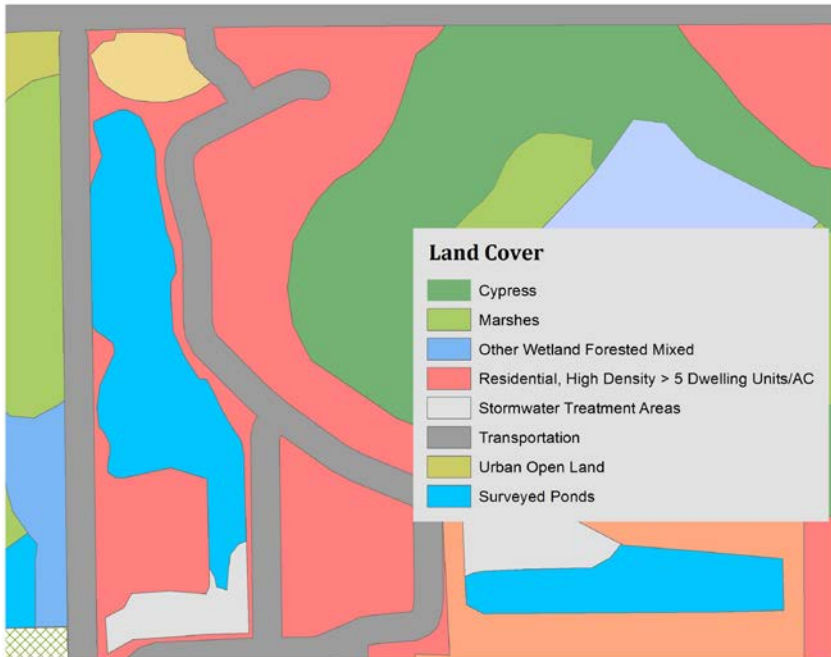 Land Cover
Cypress
Marshes
Other Wetland Forested Mixed
Residential, High Density > 5 Dwelling Units/AC
Stormwater Treatment Areas
Transportation
Urban Open Land
Surveyed Ponds